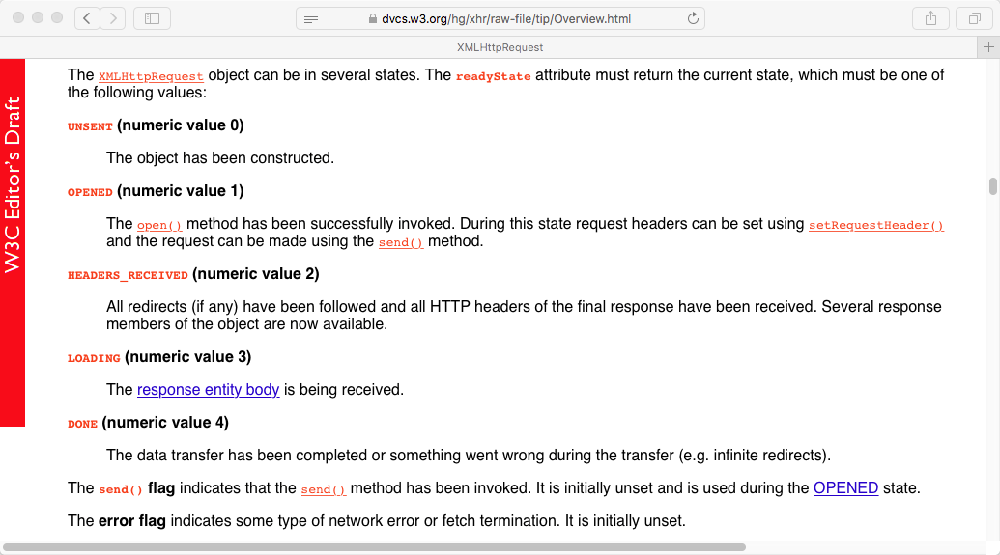 dvcs.w3.org/hg/xhr/raw-file/tip/Overview.html
XMLHttpRequest
W3C Editor's Draft
The XMLHttpRequest object can be in several states. The readyState attribute must return the current state, which must be one of
the following values:
UNSENT (numeric value 0)
The object has been constructed.
OPENED (numeric value 1)
The open() method has been successfully invoked. During this state request headers can be set using setRequestHeader()
and the request can be made using the send() method.
HEADERS_RECEIVED (numeric value 2)
All redirects (if any) have been followed and all HTTP headers of the final response have been received. Several response
members of the object are now available.
LOADING (numeric value 3)
The response entity body is being received.
DONE (numeric value 4)
The data transfer has been completed or something went wrong during the transfer (e.g. infinite redirects).
The send() flag indicates that the send() method has been invoked. It is initially unset and is used during the OPENED state.
The error flag indicates some type of network error or fetch termination. It is initially unset.